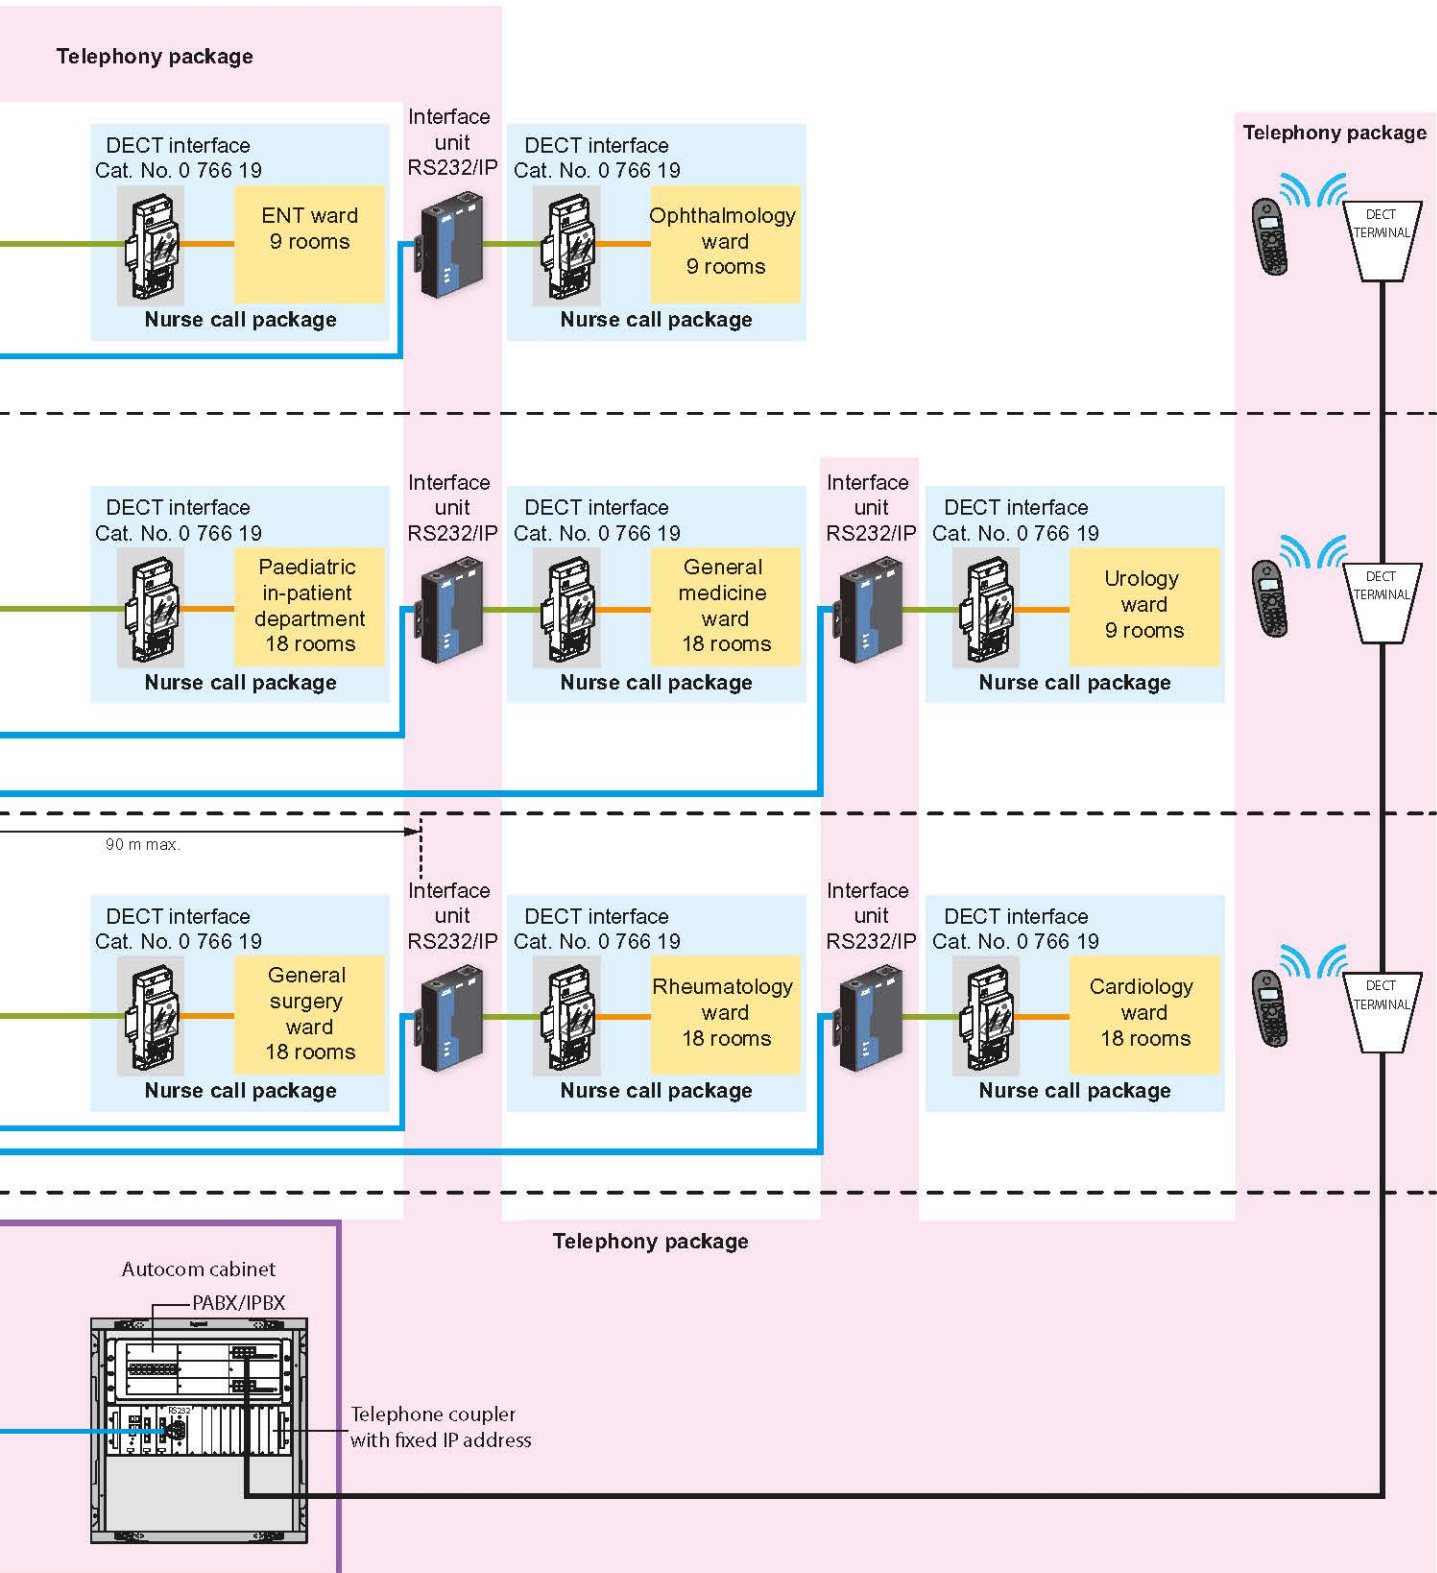 Telephony package
Interface
unit
RS232/IP
DECT interface
Cat. No. 0 766 19
ENT ward
9 rooms
Nurse call package
DECT interface
Cat. No. 0 766 19
Ophthalmology
ward
9 rooms
Nurse call package
Telephony package
DECT
TERMINAL
DECT interface
Cat. No. 0 766 19
Paediatric
in-patient
department
18 rooms
Nurse call package
Interface
unit
RS232/IP
DECT interface
Cat. No. 0 766 19
General
medicine
ward
18 rooms
Nurse call package
Interface
unit
RS232/IP
DECT interface
Cat. No. 0 766 19
Urology
ward
9 rooms
Nurse call package
DECT
TERMINAL
90 m max.
DECT interface
Cat. No. 0 766 19
General
surgery
ward
18 rooms
Nurse call package
Interface
unit
RS232/IP
DECT interface
Cat. No. 0 766 19
Rheumatology
ward
18 rooms
Nurse call package
Interface
unit
RS232/IP
DECT interface
Cat. No. 0 766 19
Cardiology
ward
18 rooms
Nurse call package
DECT
TERMINAL
Telephony package
Autocom cabinet
PABX/IPBX
RS232
Telephone coupler
with fixed IP address